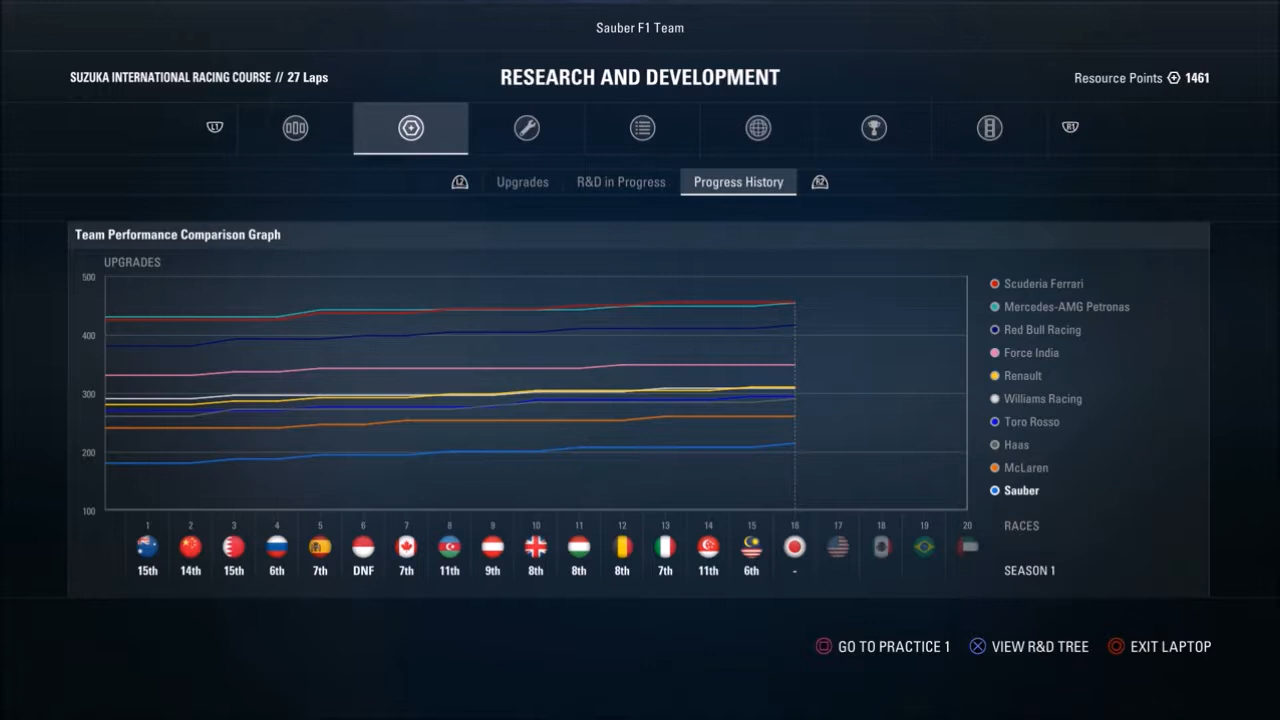 Sauber F1 Team
SUZUKA INTERNATIONAL RACING COURSE // 27 Laps
RESEARCH AND DEVELOPMENT
Resource Points 1461
L1
R1
L2 Upgrades R&D in Progress Progress History R2
Team Performance Comparison Graph
UPGRADES
500
400
300
200
100
Scuderia Ferrari
Mercedes-AMG Petronas
Red Bull Racing
Force India
Renault
Williams Racing
Toro Rosso
Haas
McLaren
Sauber
1 2 3 4 5 6 7 8 9 10 11 12 13 14 15 16 17 18 19 20 RACES
15th 14th 15th 6th 7th DNF 7th 11th 9th 8th 8th 8th 7th 11th 6th - SEASON 1
GO TO PRACTICE 1 VIEW R&D TREE EXIT LAPTOP